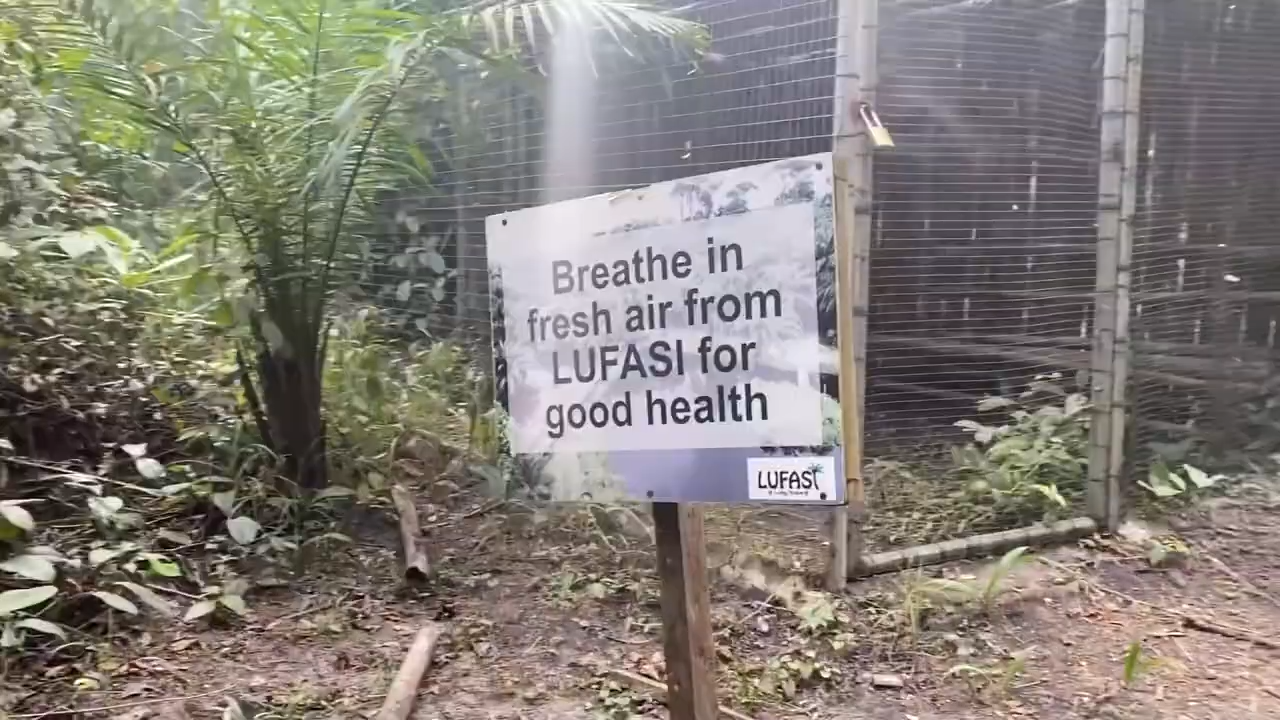 Breathe in
fresh air from
LUFASI for
good health
LUFASI